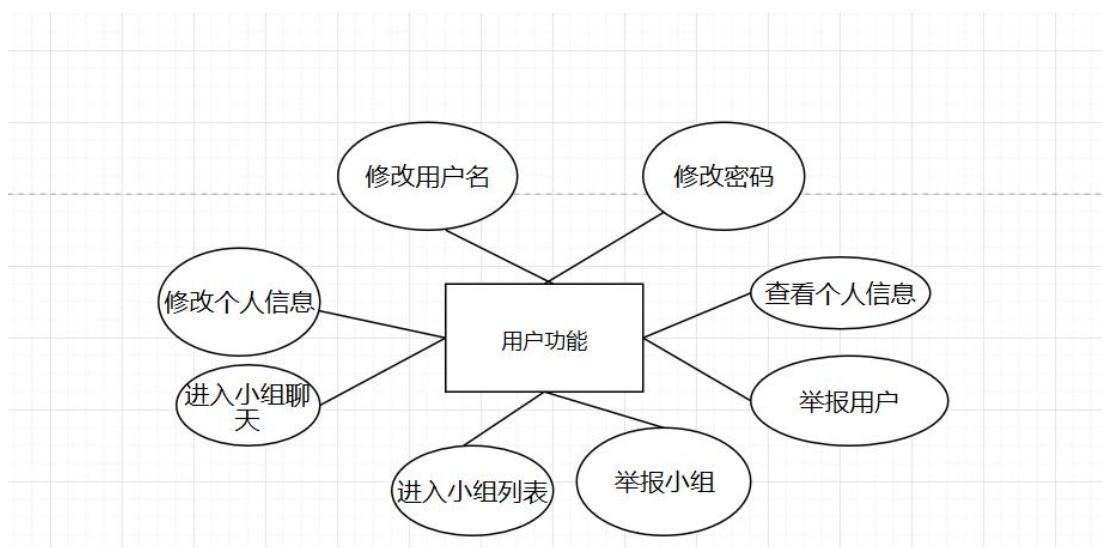 修改用户名
修改密码
修改个人信息
查看个人信息
用户功能
进入小组聊
天
举报用户
进入小组列表
举报小组